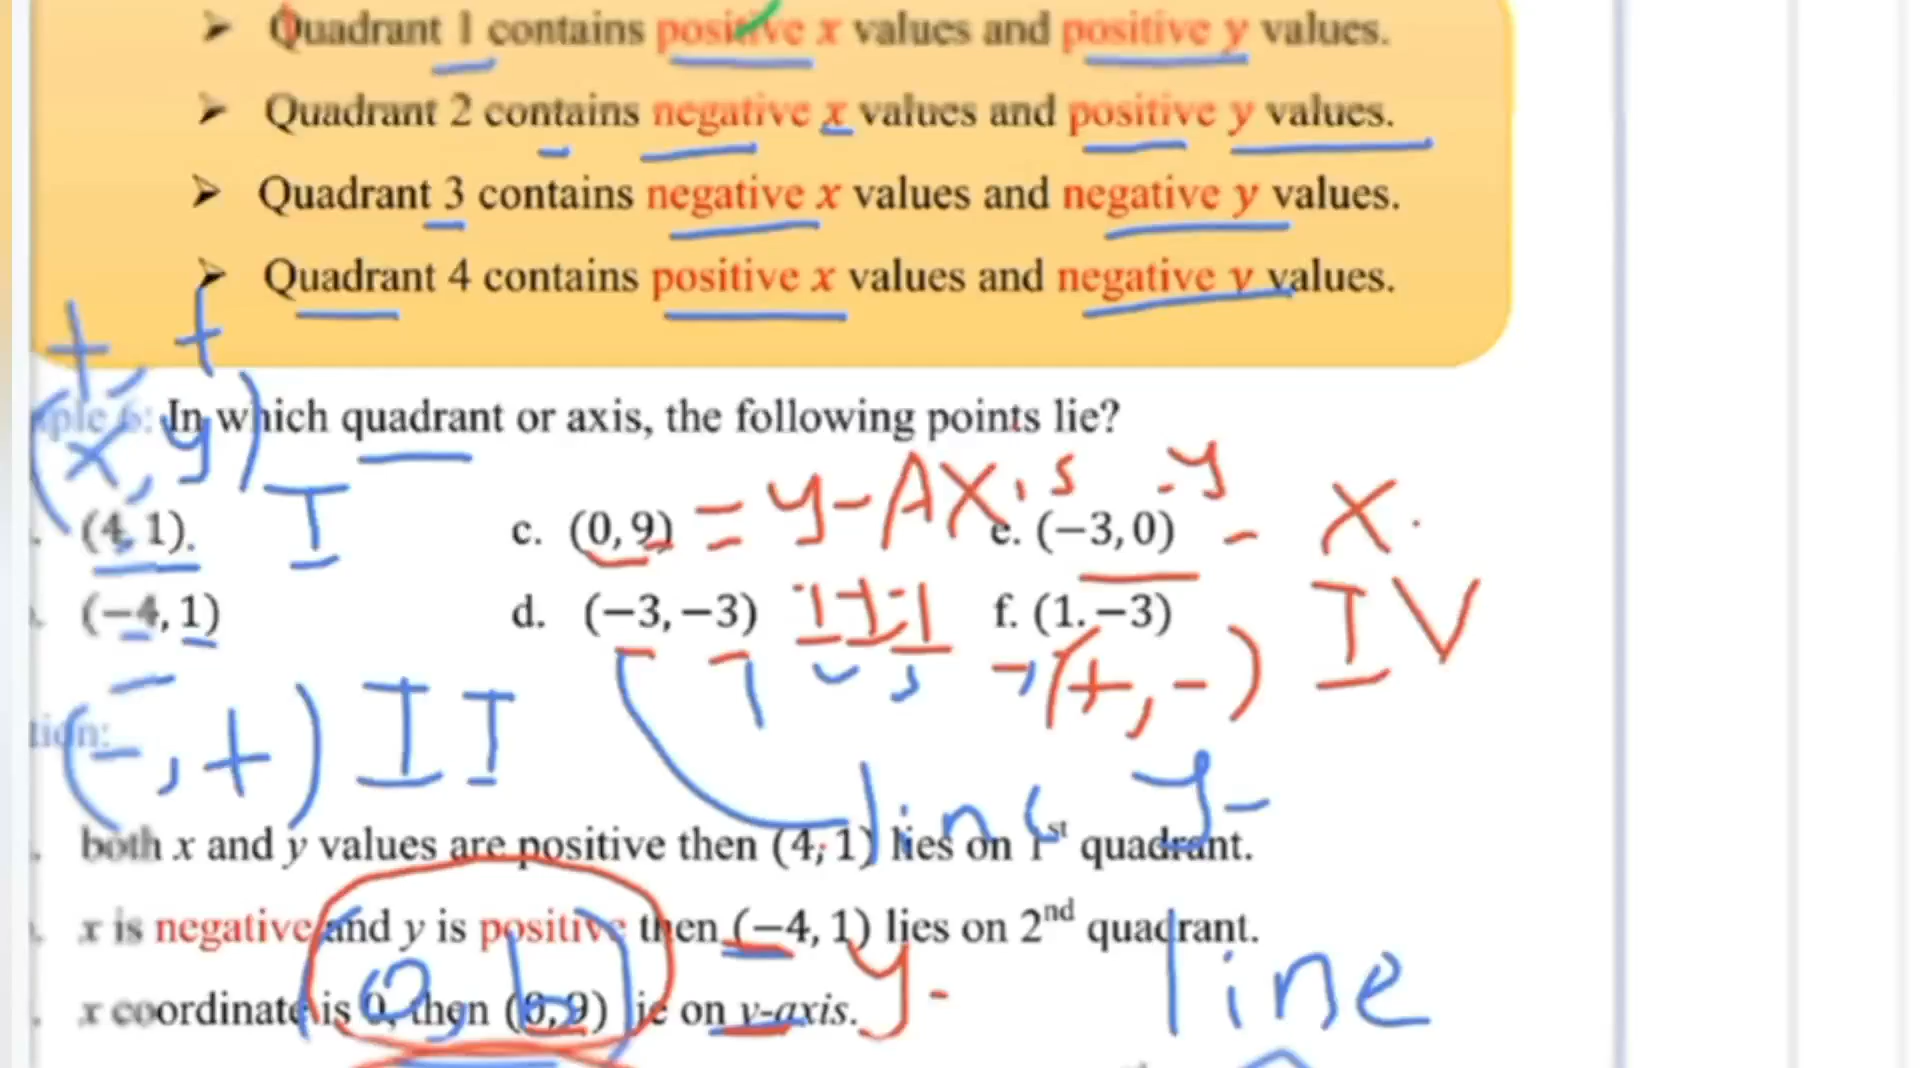 ➢ Quadrant 1 contains positive x values and positive y values.
➢ Quadrant 2 contains negative x values and positive y values.
➢ Quadrant 3 contains negative x values and negative y values.
➢ Quadrant 4 contains positive x values and negative y values.
+, +
(x, y)
In which quadrant or axis, the following points lie?
(4, 1). I
c. (0, 9) = y-AXis
e. (−3, 0) - X
y
(−4, 1)
d. (−3, −3) III
f. (1.−3) IV
(+, -)
(-, +) II
line y-
both x and y values are positive then (4, 1) lies on 1st quadrant.
x is negative and y is positive then (−4, 1) lies on 2nd quadrant.
x coordinate is 0, then (0, 9) lie on y-axis.
(0, b) y-
line